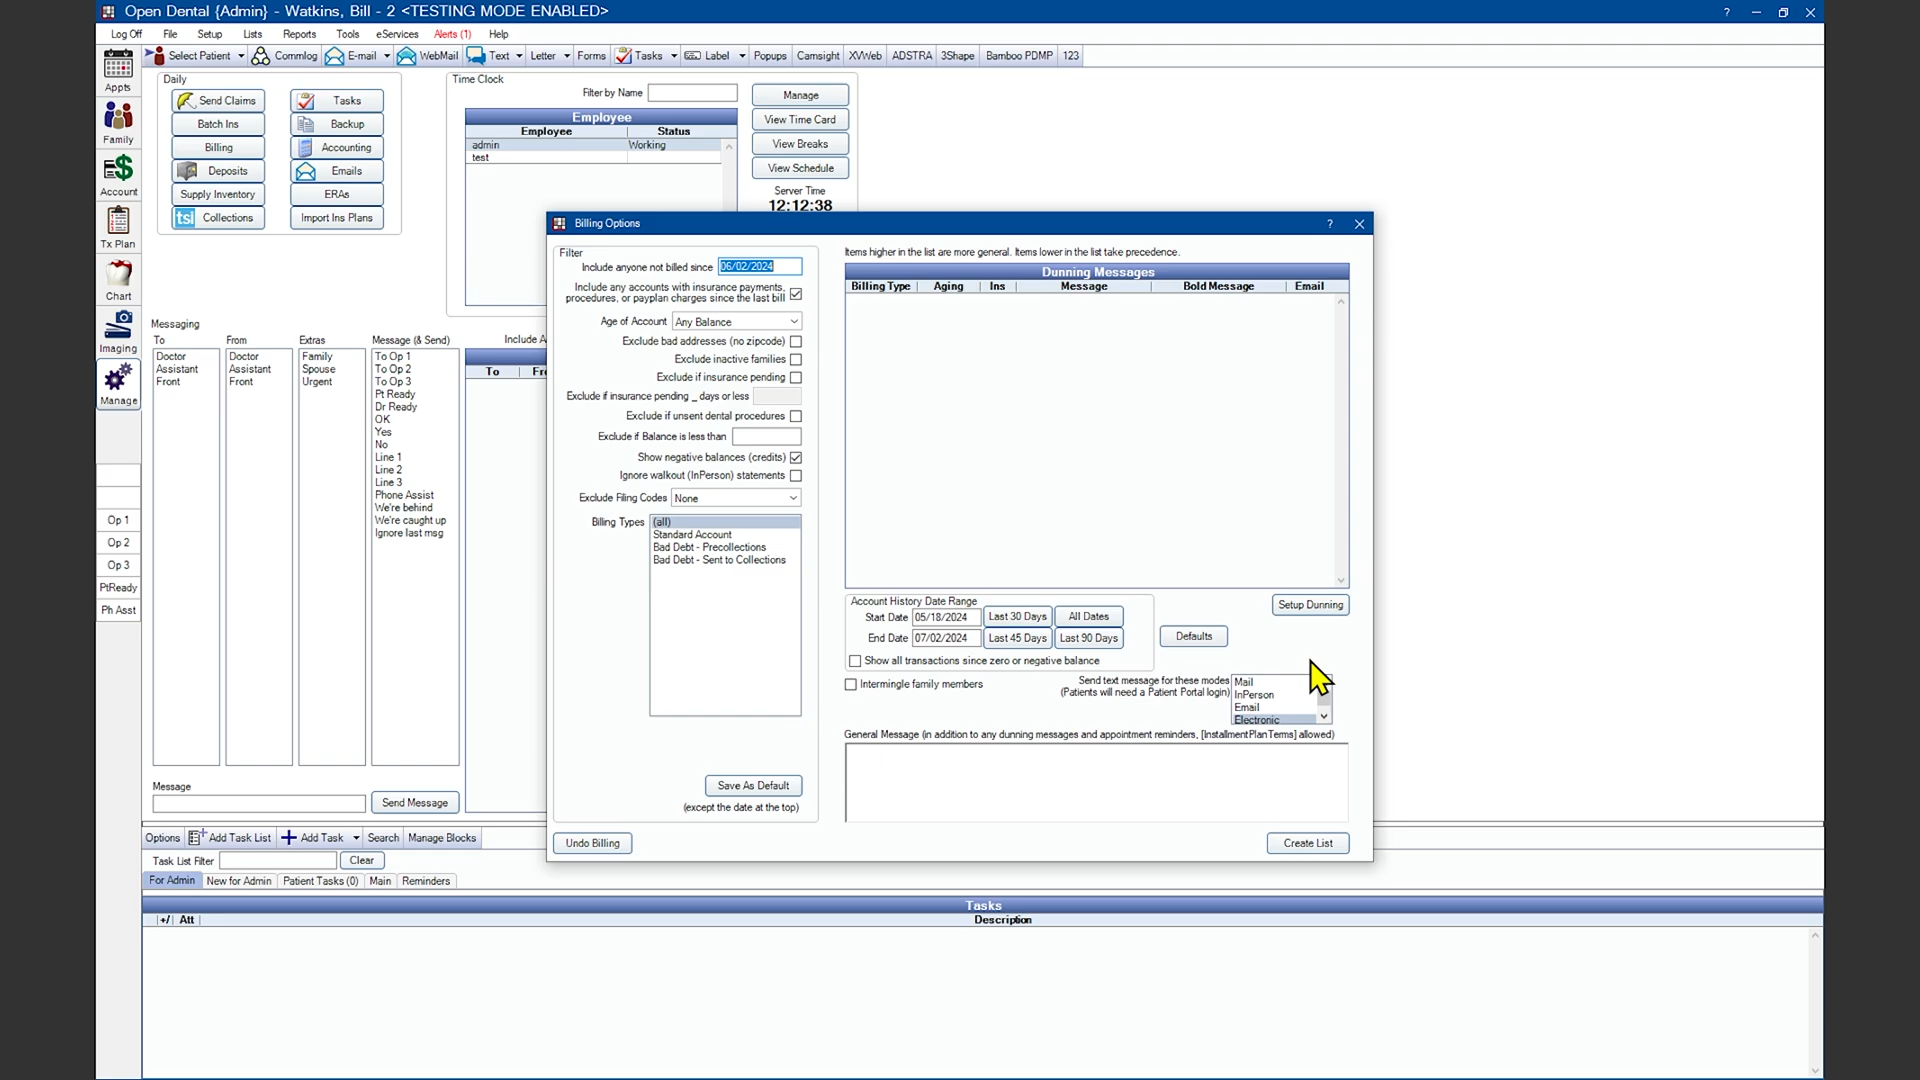 Open Dental {Admin} - Watkins, Bill - 2 <TESTING MODE ENABLED>
Log Off File Setup Lists Reports Tools eServices Alerts (1) Help
Select Patient Commlog E-mail WebMail Text Letter Forms Tasks Label Popups Camsight XVWeb ADSTRA 3Shape Bamboo PDMP 123
Appts
Family
Account
Tx Plan
Chart
Imaging
Manage
Op 1
Op 2
Op 3
PtReady
Ph Asst
Daily
Send Claims Tasks
Batch Ins Backup
Billing Accounting
Deposits Emails
Supply Inventory ERAs
tsi Collections Import Ins Plans
Time Clock
Filter by Name
Employee
Employee Status
admin Working
test
Manage
View Time Card
View Breaks
View Schedule
Server Time
12:12:38
Messaging
To From Extras Message (& Send) Include A
Doctor
Assistant
Front
Doctor
Assistant
Front
Family
Spouse
Urgent
To Op 1
To Op 2
To Op 3
Pt Ready
Dr Ready
OK
Yes
No
Line 1
Line 2
Line 3
Phone Assist
We're behind
We're caught up
Ignore last msg
To Fro
Message
Send Message
Billing Options
?
Filter
Include anyone not billed since 06/02/2024
Include any accounts with insurance payments,
procedures, or payplan charges since the last bill
Age of Account Any Balance
Exclude bad addresses (no zipcode)
Exclude inactive families
Exclude if insurance pending
Exclude if insurance pending _ days or less
Exclude if unsent dental procedures
Exclude if Balance is less than
Show negative balances (credits)
Ignore walkout (InPerson) statements
Exclude Filing Codes None
Billing Types (all)
Standard Account
Bad Debt - Precollections
Bad Debt - Sent to Collections
Save As Default
(except the date at the top)
Undo Billing
Items higher in the list are more general. Items lower in the list take precedence.
Dunning Messages
Billing Type Aging Ins Message Bold Message Email
Setup Dunning
Account History Date Range
Start Date 05/18/2024 Last 30 Days All Dates
End Date 07/02/2024 Last 45 Days Last 90 Days
Defaults
Show all transactions since zero or negative balance
Intermingle family members
Send text message for these modes
(Patients will need a Patient Portal login)
Mail
InPerson
Email
Electronic
General Message (in addition to any dunning messages and appointment reminders, [InstallmentPlanTerms] allowed)
Create List
Options Add Task List Add Task Search Manage Blocks
Task List Filter Clear
For Admin New for Admin Patient Tasks (0) Main Reminders
Tasks
+/ Att Description